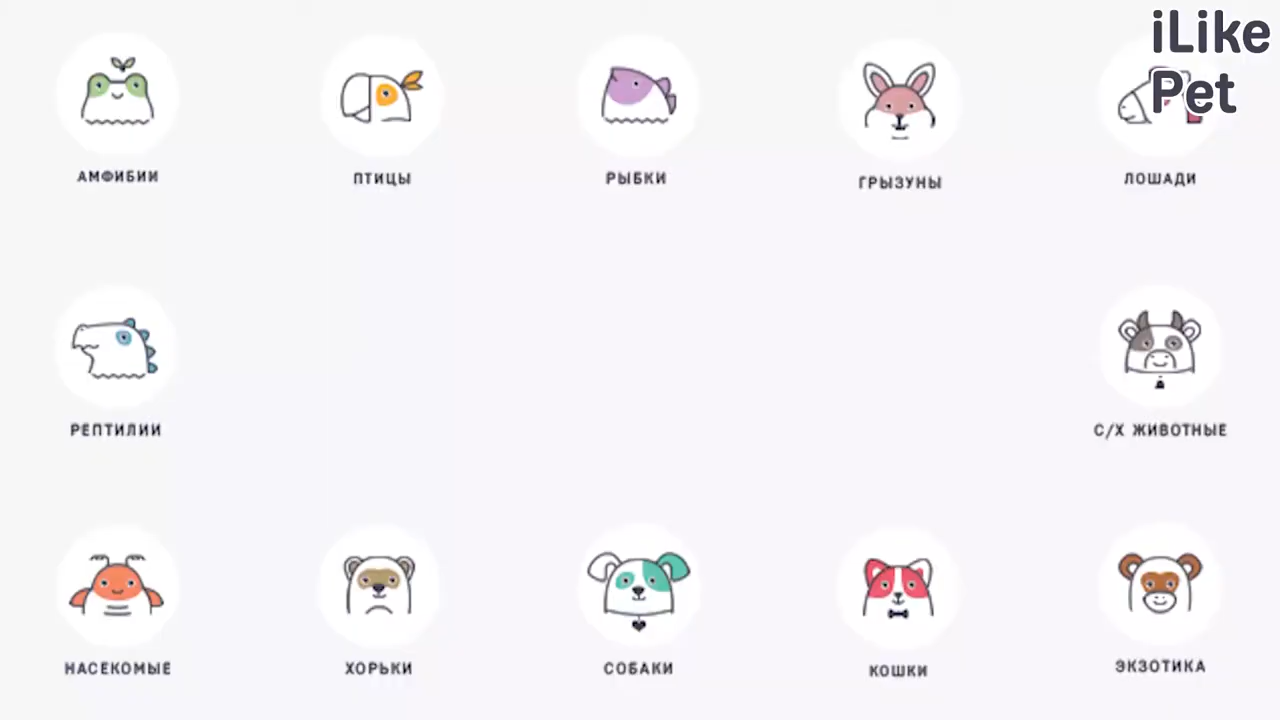 iLike
Pet
АМФИБИИ
ПТИЦЫ
РЫБКИ
ГРЫЗУНЫ
ЛОШАДИ
РЕПТИЛИИ
С/Х ЖИВОТНЫЕ
НАСЕКОМЫЕ
ХОРЬКИ
СОБАКИ
КОШКИ
ЭКЗОТИКА